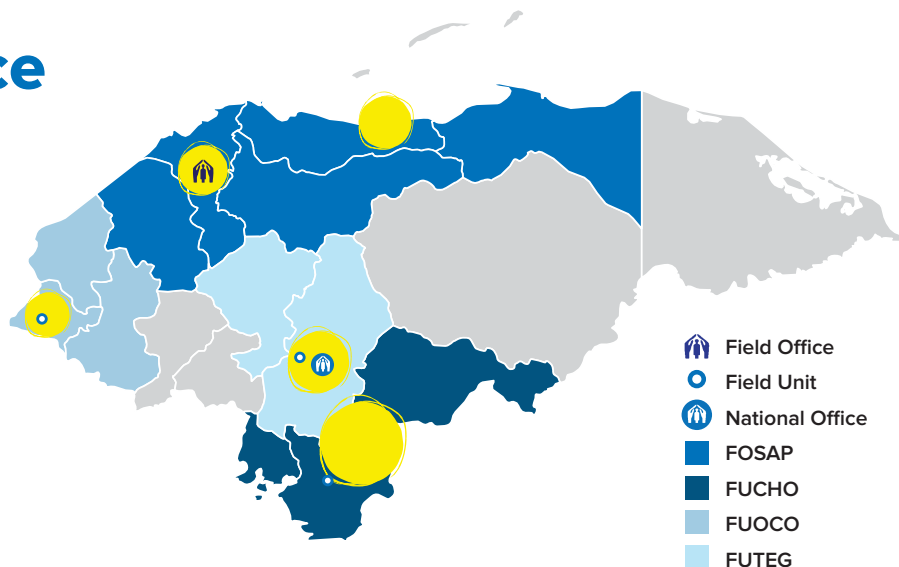 ce
Field Office
Field Unit
National Office
FOSAP
FUCHO
FUOCO
FUTEG